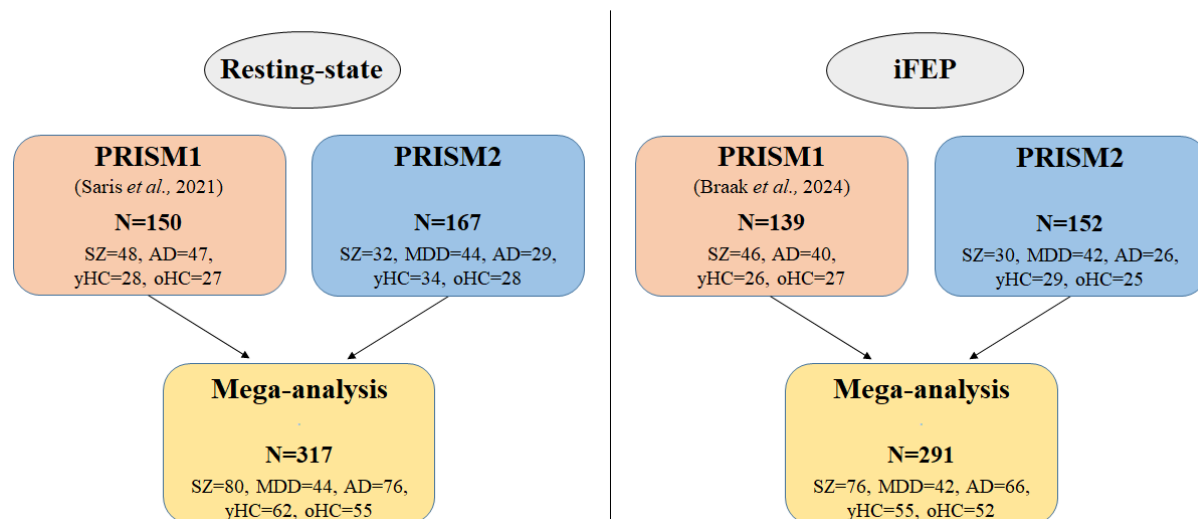 Resting-state
PRISM1
(Saris et al., 2021)
N=150
SZ=48, AD=47,
yHC=28, oHC=27
PRISM2
N=167
SZ=32, MDD=44, AD=29,
yHC=34, oHC=28
Mega-analysis
N=317
SZ=80, MDD=44, AD=76,
yHC=62, oHC=55
iFEP
PRISM1
(Braak et al., 2024)
N=139
SZ=46, AD=40,
yHC=26, oHC=27
PRISM2
N=152
SZ=30, MDD=42, AD=26,
yHC=29, oHC=25
Mega-analysis
N=291
SZ=76, MDD=42, AD=66,
yHC=55, oHC=52